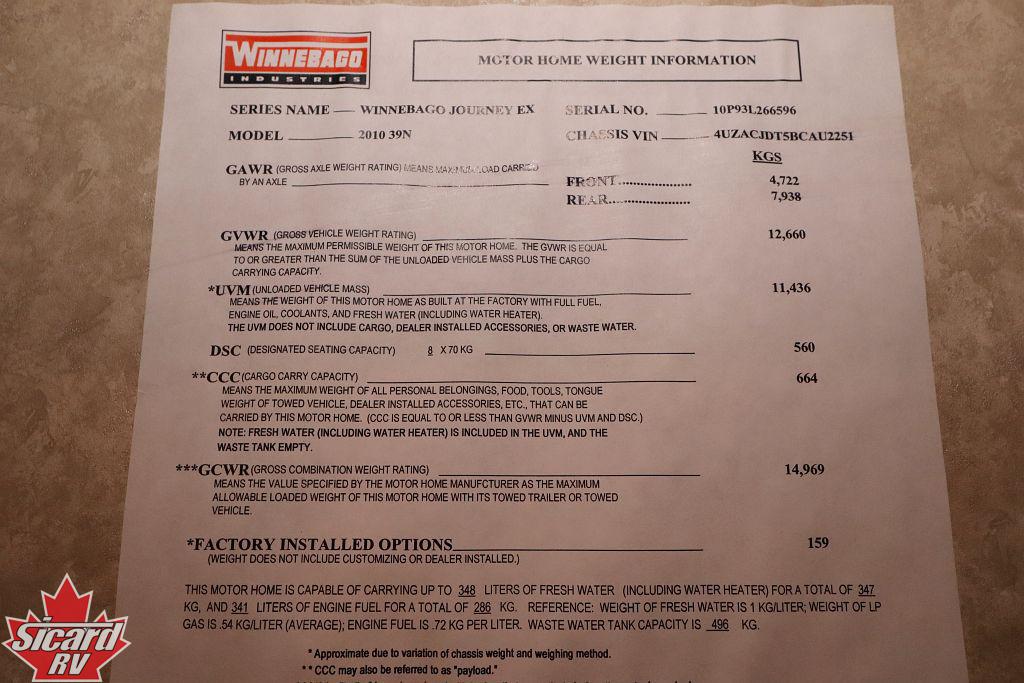 WINNEBAGO
INDUSTRIES
MOTOR HOME WEIGHT INFORMATION
SERIES NAME WINNEBAGO JOURNEY EX SERIAL NO. 10P93L266596
MODEL 2010 39N CHASSIS VIN 4UZACJDT5BCAU2251
KGS
GAWR (GROSS AXLE WEIGHT RATING) MEANS MAXIMUM LOAD CARRIED
BY AN AXLE FRONT 4,722
REAR 7,938
GVWR (GROSS VEHICLE WEIGHT RATING) 12,660
MEANS THE MAXIMUM PERMISSIBLE WEIGHT OF THIS MOTOR HOME. THE GVWR IS EQUAL
TO OR GREATER THAN THE SUM OF THE UNLOADED VEHICLE MASS PLUS THE CARGO
CARRYING CAPACITY.
*UVM (UNLOADED VEHICLE MASS) 11,436
MEANS THE WEIGHT OF THIS MOTOR HOME AS BUILT AT THE FACTORY WITH FULL FUEL,
ENGINE OIL, COOLANTS, AND FRESH WATER (INCLUDING WATER HEATER).
THE UVM DOES NOT INCLUDE CARGO, DEALER INSTALLED ACCESSORIES, OR WASTE WATER.
DSC (DESIGNATED SEATING CAPACITY) 8 X 70 KG 560
**CCC (CARGO CARRY CAPACITY) 664
MEANS THE MAXIMUM WEIGHT OF ALL PERSONAL BELONGINGS, FOOD, TOOLS, TONGUE
WEIGHT OF TOWED VEHICLE, DEALER INSTALLED ACCESSORIES, ETC., THAT CAN BE
CARRIED BY THIS MOTOR HOME. (CCC IS EQUAL TO OR LESS THAN GVWR MINUS UVM AND DSC.)
NOTE: FRESH WATER (INCLUDING WATER HEATER) IS INCLUDED IN THE UVM, AND THE
WASTE TANK EMPTY.
***GCWR (GROSS COMBINATION WEIGHT RATING) 14,969
MEANS THE VALUE SPECIFIED BY THE MOTOR HOME MANUFCTURER AS THE MAXIMUM
ALLOWABLE LOADED WEIGHT OF THIS MOTOR HOME WITH ITS TOWED TRAILER OR TOWED
VEHICLE.
*FACTORY INSTALLED OPTIONS 159
(WEIGHT DOES NOT INCLUDE CUSTOMIZING OR DEALER INSTALLED.)
THIS MOTOR HOME IS CAPABLE OF CARRYING UP TO 348 LITERS OF FRESH WATER (INCLUDING WATER HEATER) FOR A TOTAL OF 347
KG, AND 341 LITERS OF ENGINE FUEL FOR A TOTAL OF 286 KG. REFERENCE: WEIGHT OF FRESH WATER IS 1 KG/LITER; WEIGHT OF LP
GAS IS .54 KG/LITER (AVERAGE); ENGINE FUEL IS .72 KG PER LITER. WASTE WATER TANK CAPACITY IS 496 KG.
* Approximate due to variation of chassis weight and weighing method.
** CCC may also be referred to as "payload."
Sicard
RV